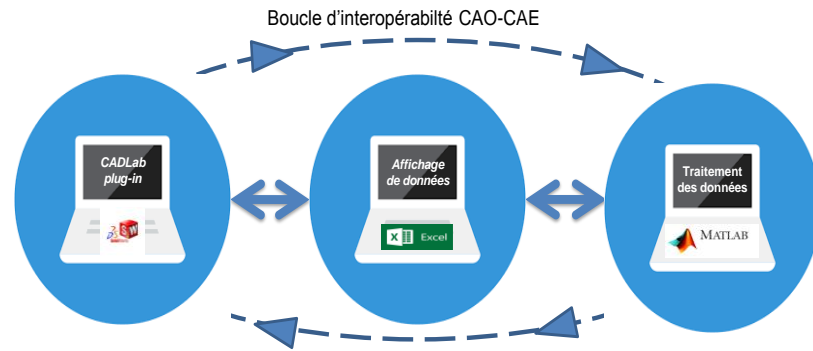 Boucle d'interopérabilté CAO-CAE
CADLab
plug-in
Affichage
de données
Traitement
des données
X Excel
MATLAB